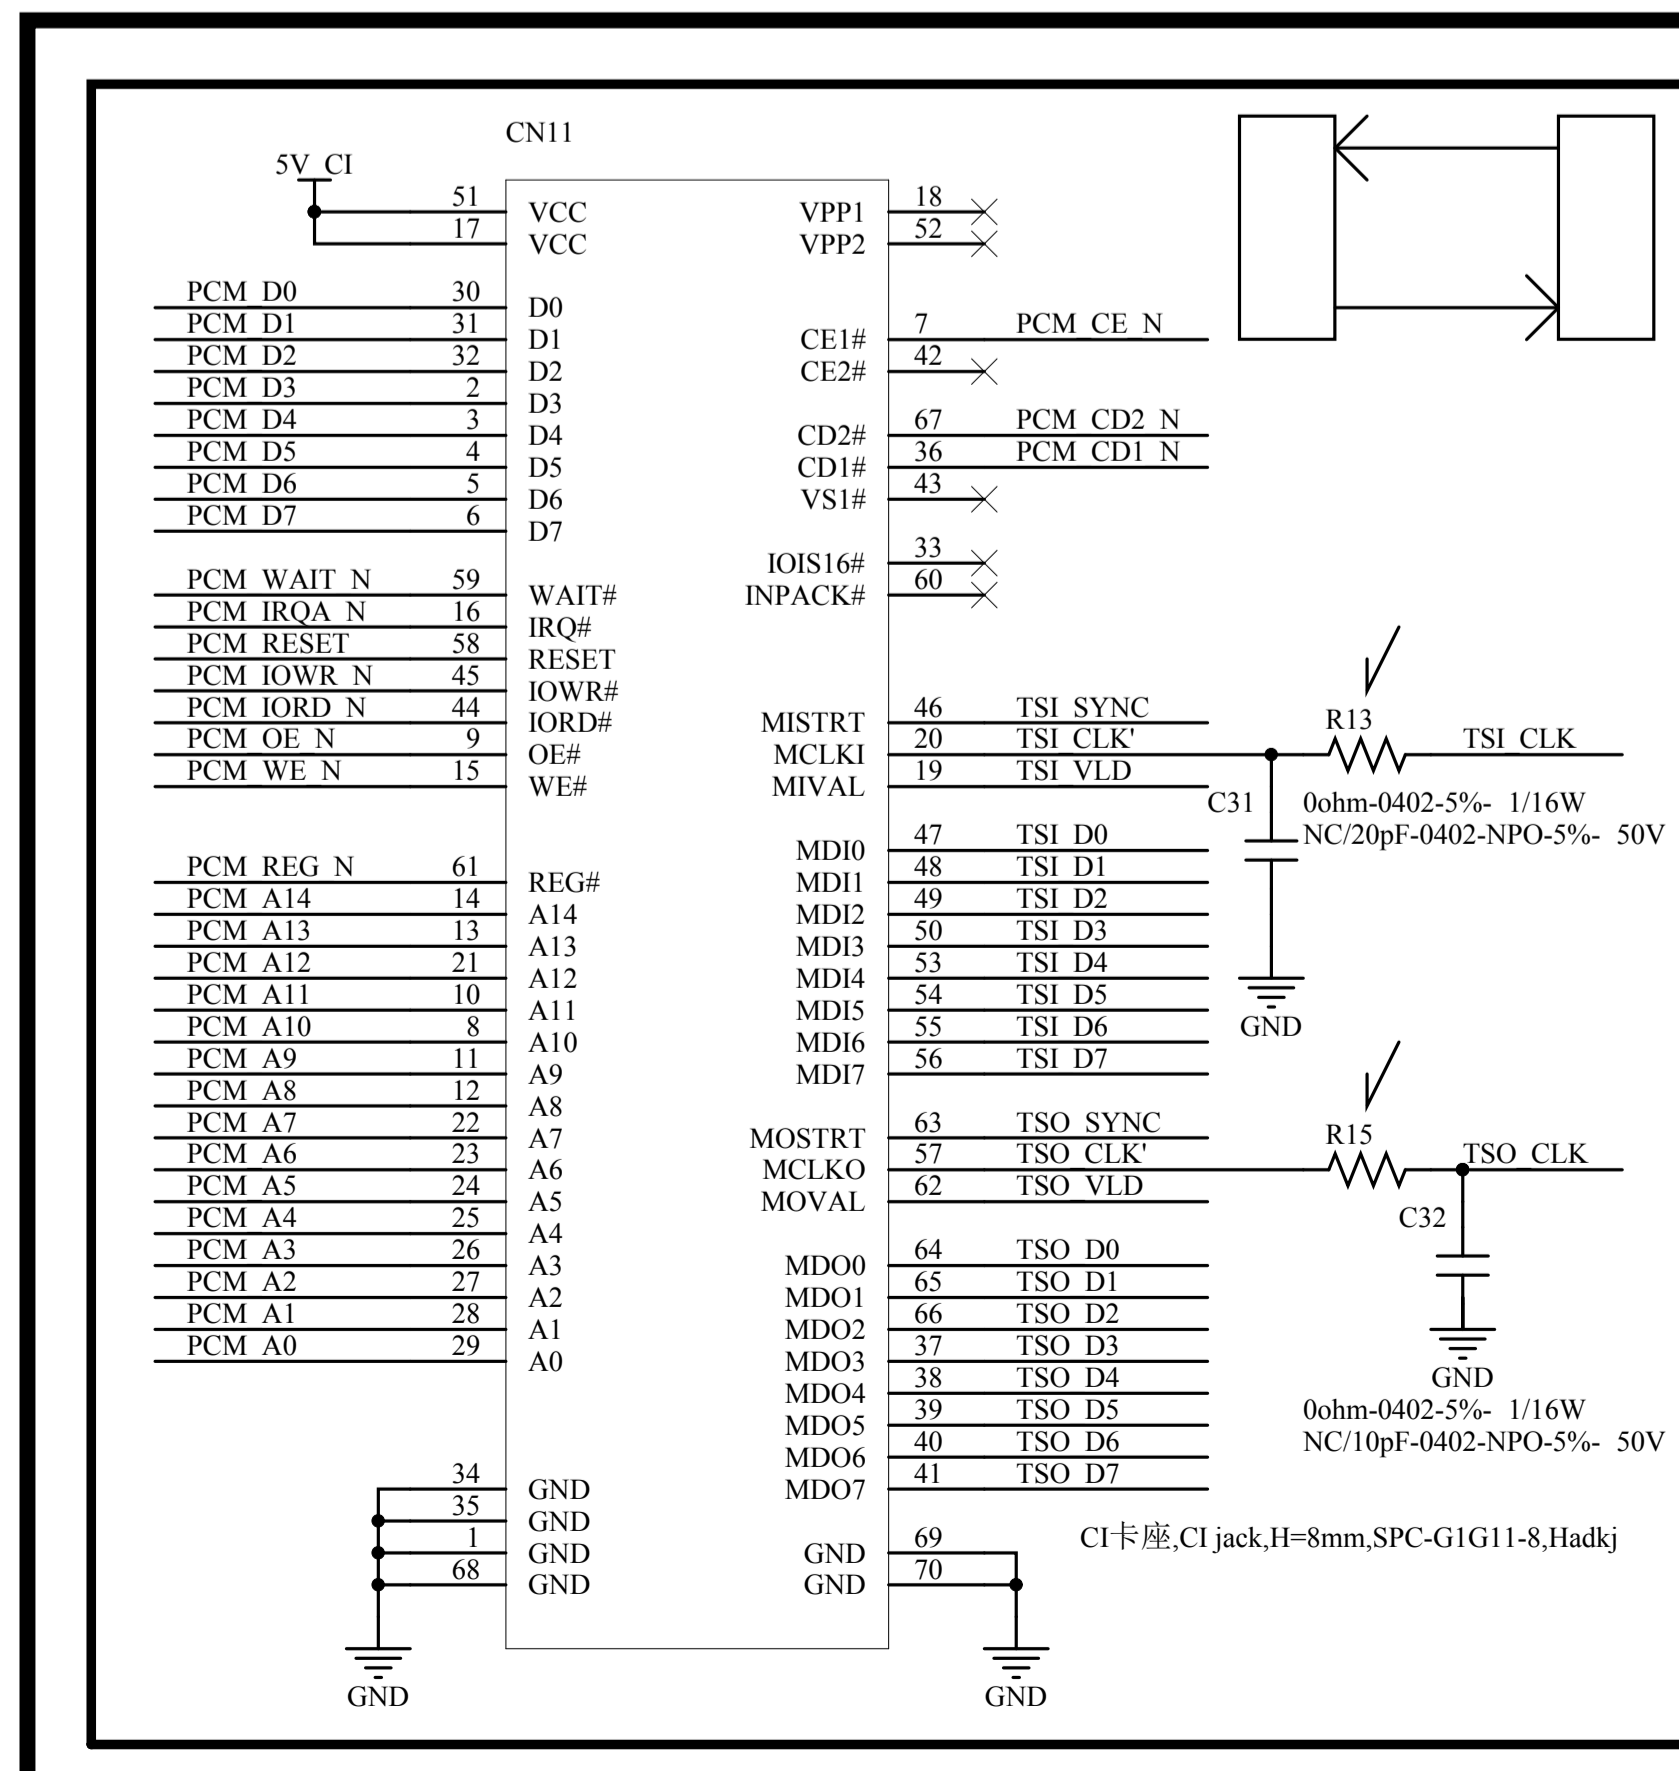 CN11
5V_CI
51 VCC VPP1 18
17 VCC VPP2 52
PCM_D0 30 D0
PCM_D1 31 D1 CE1# 7 PCM_CE_N
PCM_D2 32 D2 CE2# 42
PCM_D3 2 D3
PCM_D4 3 D4 CD2# 67 PCM_CD2_N
PCM_D5 4 D5 CD1# 36 PCM_CD1_N
PCM_D6 5 D6 VS1# 43
PCM_D7 6 D7
IOIS16# 33
PCM_WAIT_N 59 WAIT# INPACK# 60
PCM_IRQA_N 16 IRQ#
PCM_RESET 58 RESET
PCM_IOWR_N 45 IOWR#
PCM_IORD_N 44 IORD# MISTRT 46 TSI_SYNC R13
PCM_OE_N 9 OE# MCLKI 20 TSI_CLK' TSI_CLK
PCM_WE_N 15 WE# MIVAL 19 TSI_VLD
C31 0ohm-0402-5%- 1/16W
NC/20pF-0402-NPO-5%- 50V
MDI0 47 TSI_D0
PCM_REG_N 61 REG# MDI1 48 TSI_D1
PCM_A14 14 A14 MDI2 49 TSI_D2
PCM_A13 13 A13 MDI3 50 TSI_D3
PCM_A12 21 A12 MDI4 53 TSI_D4
PCM_A11 10 A11 MDI5 54 TSI_D5
GND
PCM_A10 8 A10 MDI6 55 TSI_D6
PCM_A9 11 A9 MDI7 56 TSI_D7
PCM_A8 12 A8
PCM_A7 22 A7 MOSTRT 63 TSO_SYNC R15
PCM_A6 23 A6 MCLKO 57 TSO_CLK' TSO_CLK
PCM_A5 24 A5 MOVAL 62 TSO_VLD
PCM_A4 25 A4 C32
PCM_A3 26 A3 MDO0 64 TSO_D0
PCM_A2 27 A2 MDO1 65 TSO_D1
PCM_A1 28 A1 MDO2 66 TSO_D2
PCM_A0 29 A0 MDO3 37 TSO_D3
GND
MDO4 38 TSO_D4
0ohm-0402-5%- 1/16W
MDO5 39 TSO_D5
NC/10pF-0402-NPO-5%- 50V
MDO6 40 TSO_D6
34 GND MDO7 41 TSO_D7
35 GND
CI卡座,CI jack,H=8mm,SPC-G1G11-8,Hadkj
1 GND GND 69
68 GND GND 70
GND GND